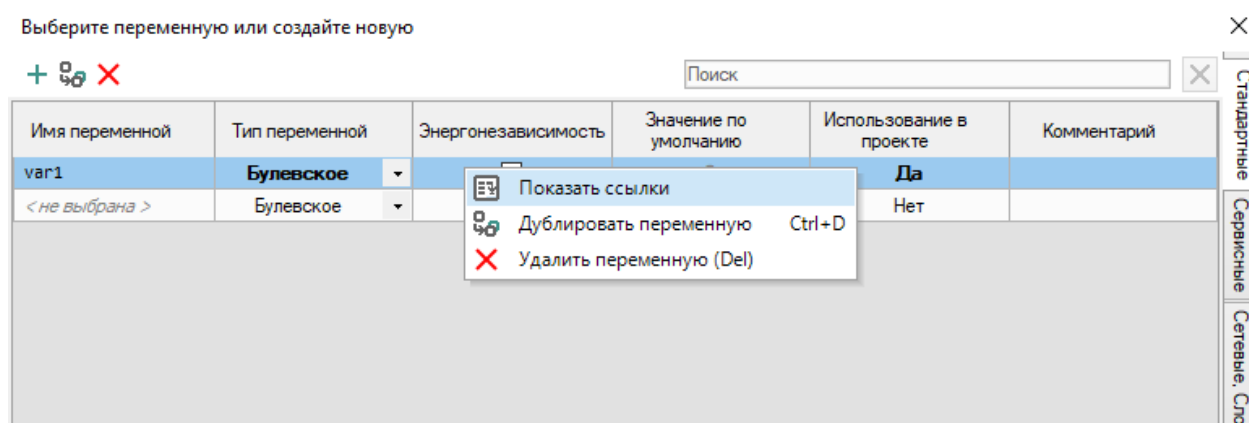 Выберите переменную или создайте новую
Поиск
Имя переменной
Тип переменной
Энергонезависимость
Значение по
умолчанию
Использование в
проекте
Комментарий
var1
Булевское
Да
<не выбрана >
Булевское
Нет
Показать ссылки
Дублировать переменную Ctrl+D
Удалить переменную (Del)
Стандартные
Сервисные
Сетевые, Сло